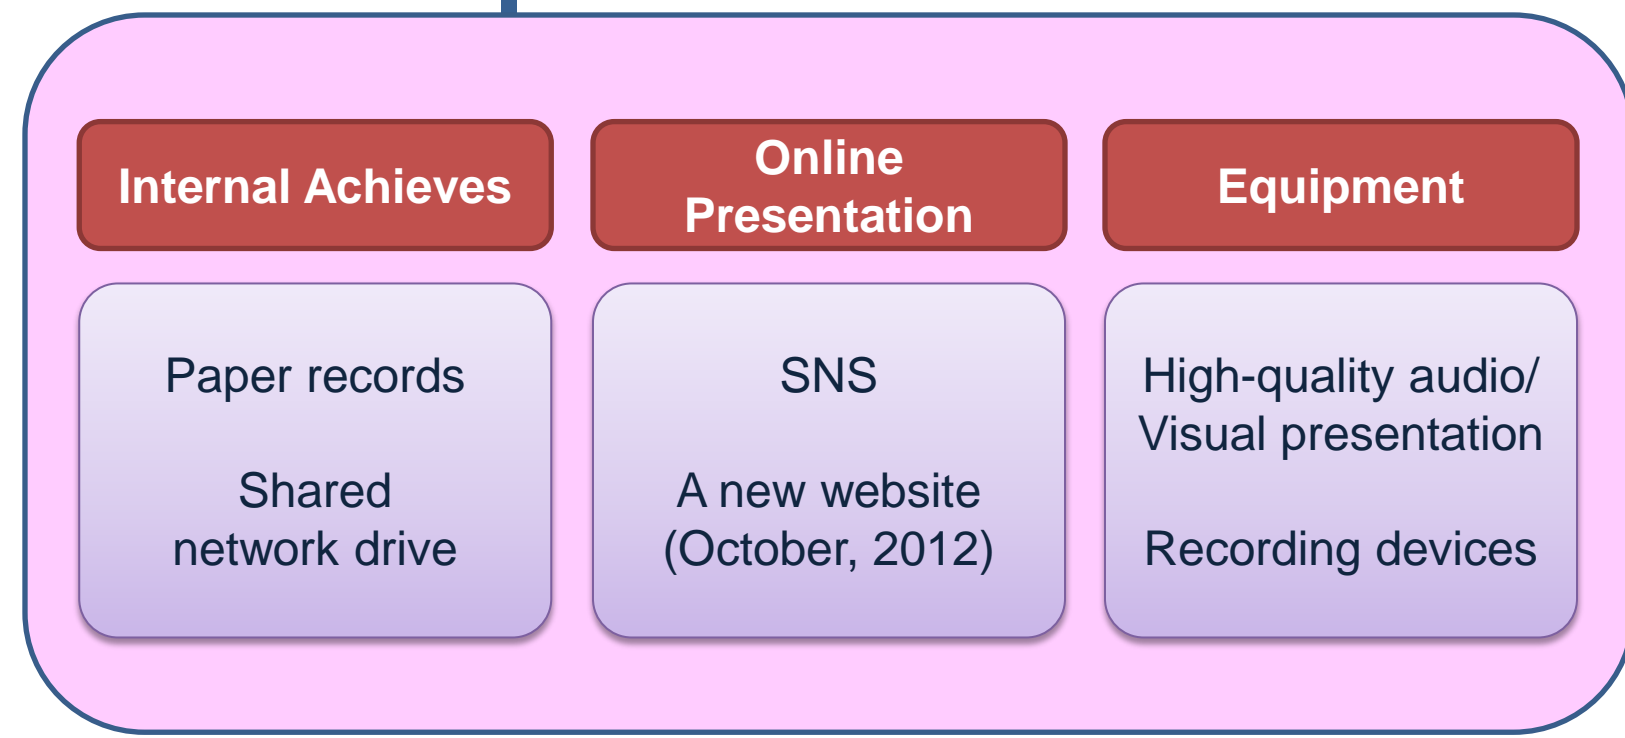 Internal Achieves
Online
Presentation
Equipment
Paper records
Shared
network drive
SNS
A new website
(October, 2012)
High-quality audio/
Visual presentation
Recording devices